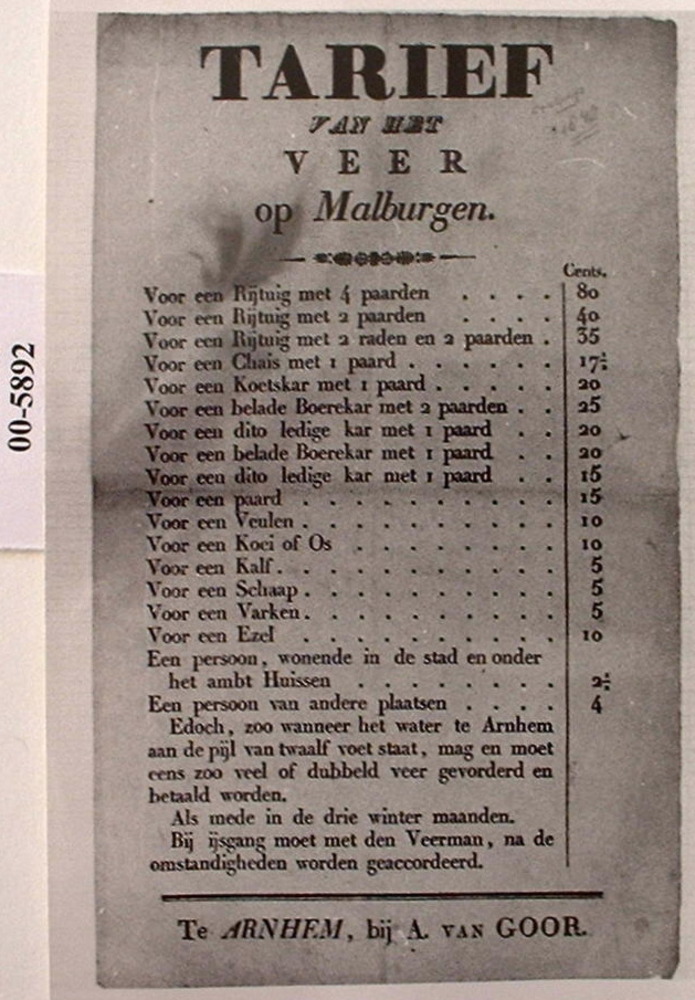 TARIEF
VAN HET
VEER
op Malburgen.
Cents.
Voor een Rijtuig met 4 paarden . . . . 80
Voor een Rijtuig met 2 paarden . . . . 40
Voor een Rijtuig met 2 raden en 2 paarden . 35
Voor een Chais met 1 paard . . . . . . 17½
Voor een Koetskar met 1 paard . . . . . 20
Voor een belade Boerekar met 2 paarden . . 25
Voor een dito ledige kar met 1 paard . . 20
Voor een belade Boerekar met 1 paard . . 20
Voor een dito ledige kar met 1 paard . . 15
Voor een paard . . . . . . . . . . 15
Voor een Veulen . . . . . . . . . . 10
Voor een Koei of Os . . . . . . . . 10
Voor een Kalf . . . . . . . . . . . 5
Voor een Schaap . . . . . . . . . . 5
Voor een Varken . . . . . . . . . . 5
Voor een Ezel . . . . . . . . . . 10
Een persoon, wonende in de stad en onder
het ambt Huissen . . . . . . . . 2½
Een persoon van andere plaatsen . . . . 4
Edoch, zoo wanneer het water te Arnhem
aan de pijl van twaalf voet staat, mag en moet
eens zoo veel of dubbeld veer gevorderd en
betaald worden.
Als mede in de drie winter maanden.
Bij ijsgang moet met den Veerman, na de
omstandigheden worden geaccordeerd.
Te ARNHEM, bij A. VAN GOOR.
00-5892